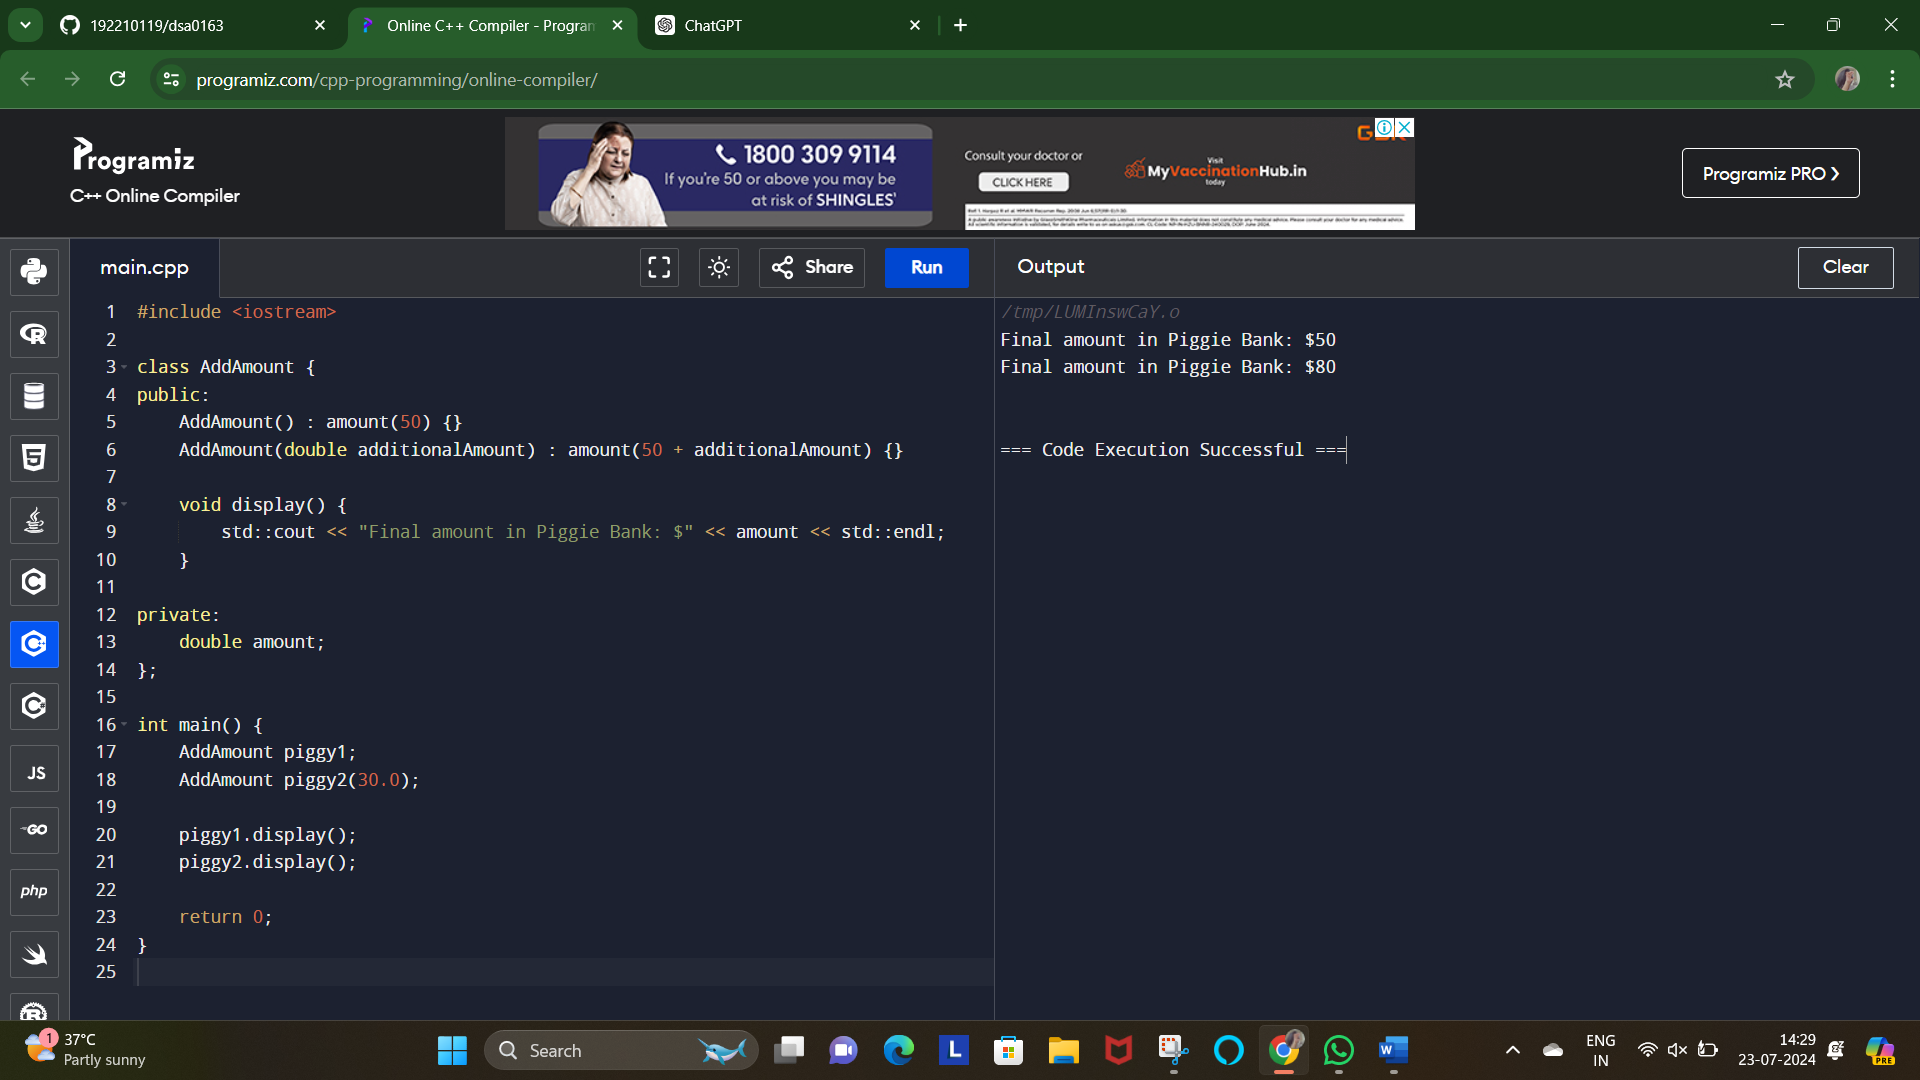 192210119/dsa0163
Online C++ Compiler - Program
ChatGPT
programiz.com/cpp-programming/online-compiler/
Programiz
C++ Online Compiler
1800 309 9114
If you're 50 or above you may be
at risk of SHINGLES*
Consult your doctor or
CLICK HERE
Visit
MyVaccinationHub.in
today
Programiz PRO
main.cpp
Share
Run
Output
Clear
1 #include <iostream>
2
3 class AddAmount {
4 public:
5 AddAmount() : amount(50) {}
6 AddAmount(double additionalAmount) : amount(50 + additionalAmount) {}
7
8 void display() {
9 std::cout << "Final amount in Piggie Bank: $" << amount << std::endl;
10 }
11
12 private:
13 double amount;
14 };
15
16 int main() {
17 AddAmount piggy1;
18 AddAmount piggy2(30.0);
19
20 piggy1.display();
21 piggy2.display();
22
23 return 0;
24 }
25
/tmp/LUMInswCaY.o
Final amount in Piggie Bank: $50
Final amount in Piggie Bank: $80
=== Code Execution Successful ===
JS
GO
php
1
37°C
Partly sunny
Search
L
W
PRE
ENG
IN
14:29
23-07-2024